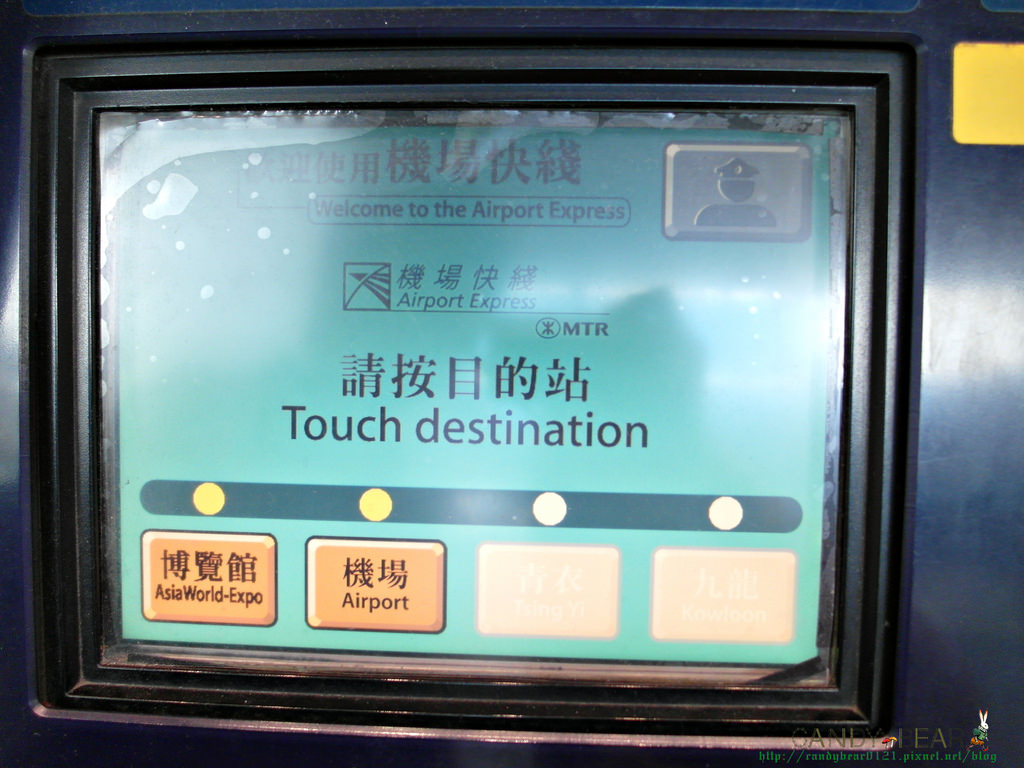 歡迎使用機場快綫
Welcome to the Airport Express
機場快綫
Airport Express
MTR
請按目的站
Touch destination
博覽館
AsiaWorld-Expo
機場
Airport
青衣
Tsing Yi
九龍
Kowloon
http://candybear0121.pixnet.net/blog